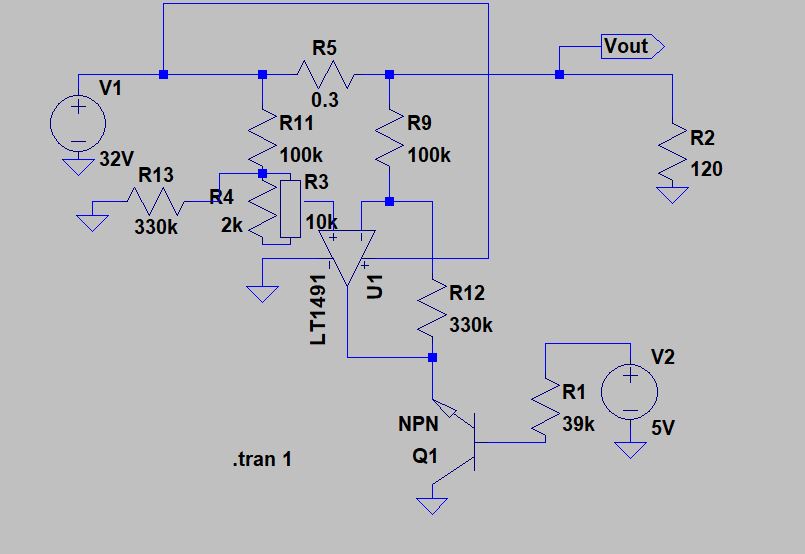 R5
Vout
V1
0.3
R11
R9
R2
100k
100k
32V
120
R13
R3
R4
2k
10k
330k
+
LT1491
U1
R12
330k
V2
R1
NPN
39k
5V
Q1
.tran 1